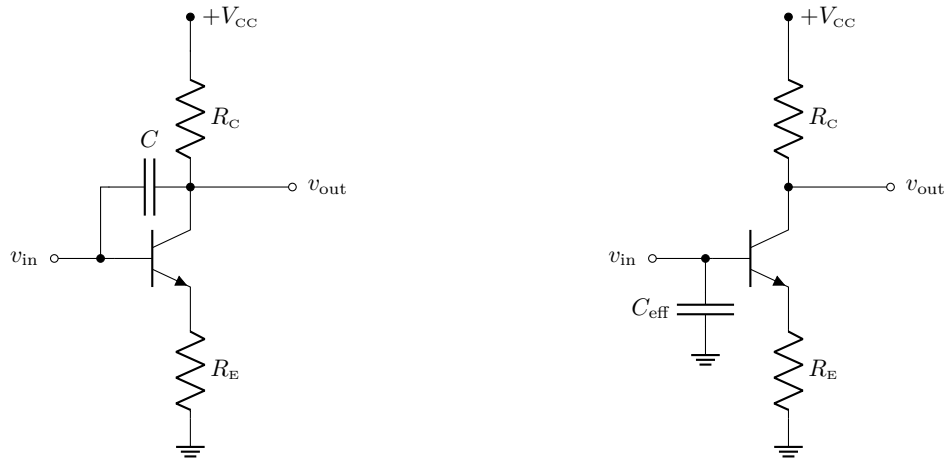 +V_CC
R_C
C
v_out
v_in
R_E
+V_CC
R_C
v_out
v_in
C_eff
R_E